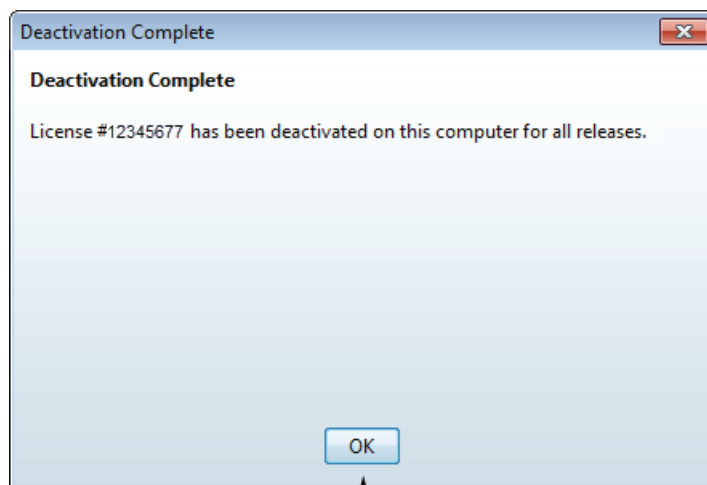 Deactivation Complete
Deactivation Complete
License #12345677 has been deactivated on this computer for all releases.
OK